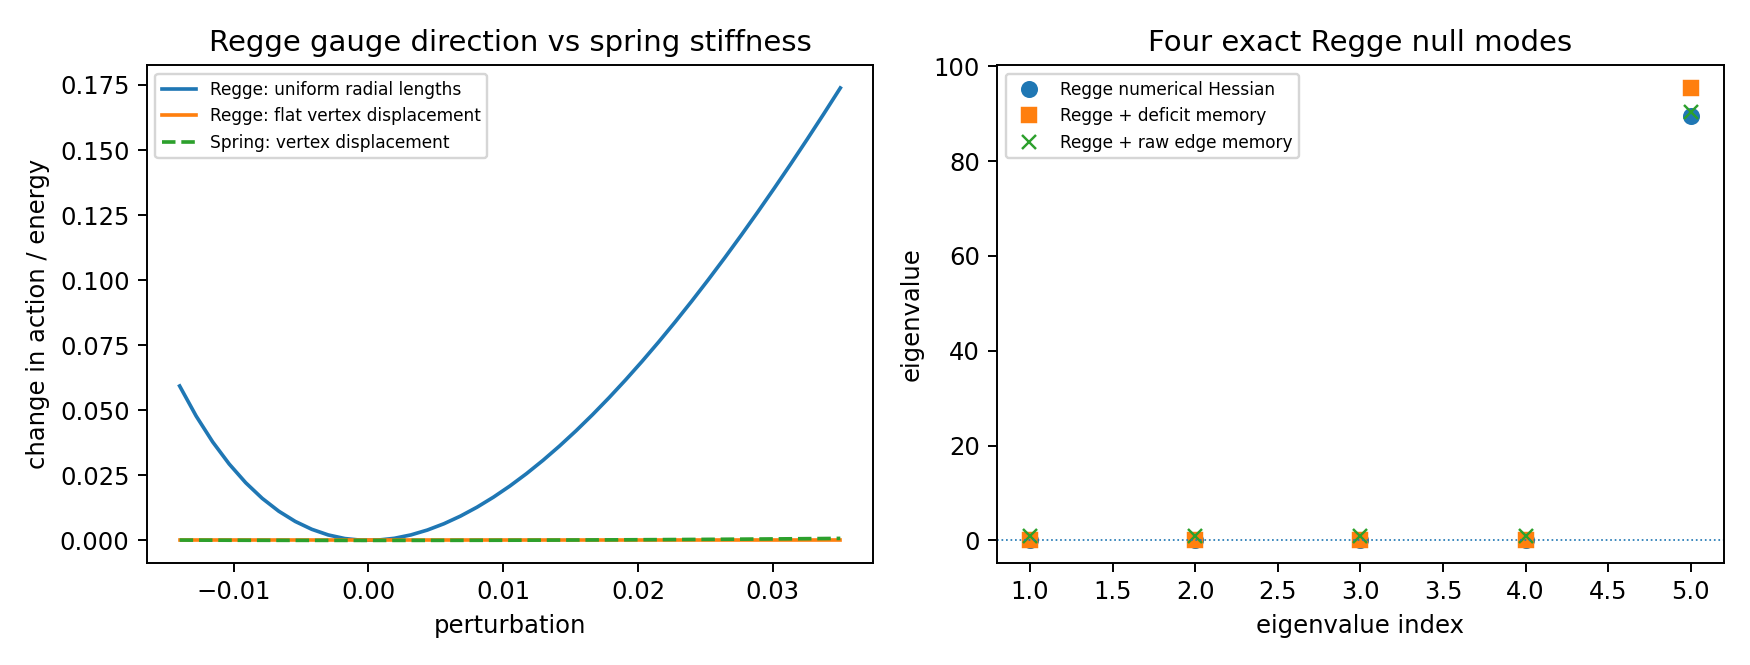 Regge gauge direction vs spring stiffness
Regge: uniform radial lengths
Regge: flat vertex displacement
Spring: vertex displacement
change in action / energy
0.175
0.150
0.125
0.100
0.075
0.050
0.025
0.000
−0.01 0.00 0.01 0.02 0.03
perturbation
Four exact Regge null modes
Regge numerical Hessian
Regge + deficit memory
Regge + raw edge memory
eigenvalue
100
80
60
40
20
0
1.0 1.5 2.0 2.5 3.0 3.5 4.0 4.5 5.0
eigenvalue index